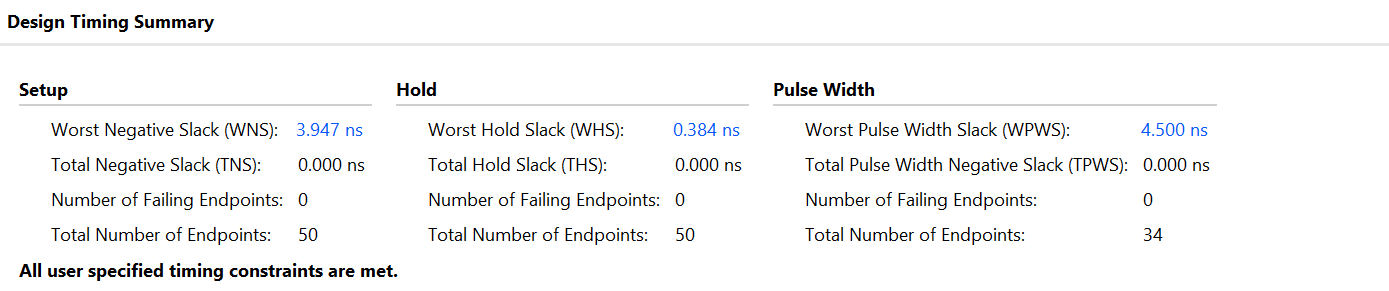 Design Timing Summary
Setup Hold Pulse Width
Worst Negative Slack (WNS): 3.947 ns Worst Hold Slack (WHS): 0.384 ns Worst Pulse Width Slack (WPWS): 4.500 ns
Total Negative Slack (TNS): 0.000 ns Total Hold Slack (THS): 0.000 ns Total Pulse Width Negative Slack (TPWS): 0.000 ns
Number of Failing Endpoints: 0 Number of Failing Endpoints: 0 Number of Failing Endpoints: 0
Total Number of Endpoints: 50 Total Number of Endpoints: 50 Total Number of Endpoints: 34
All user specified timing constraints are met.